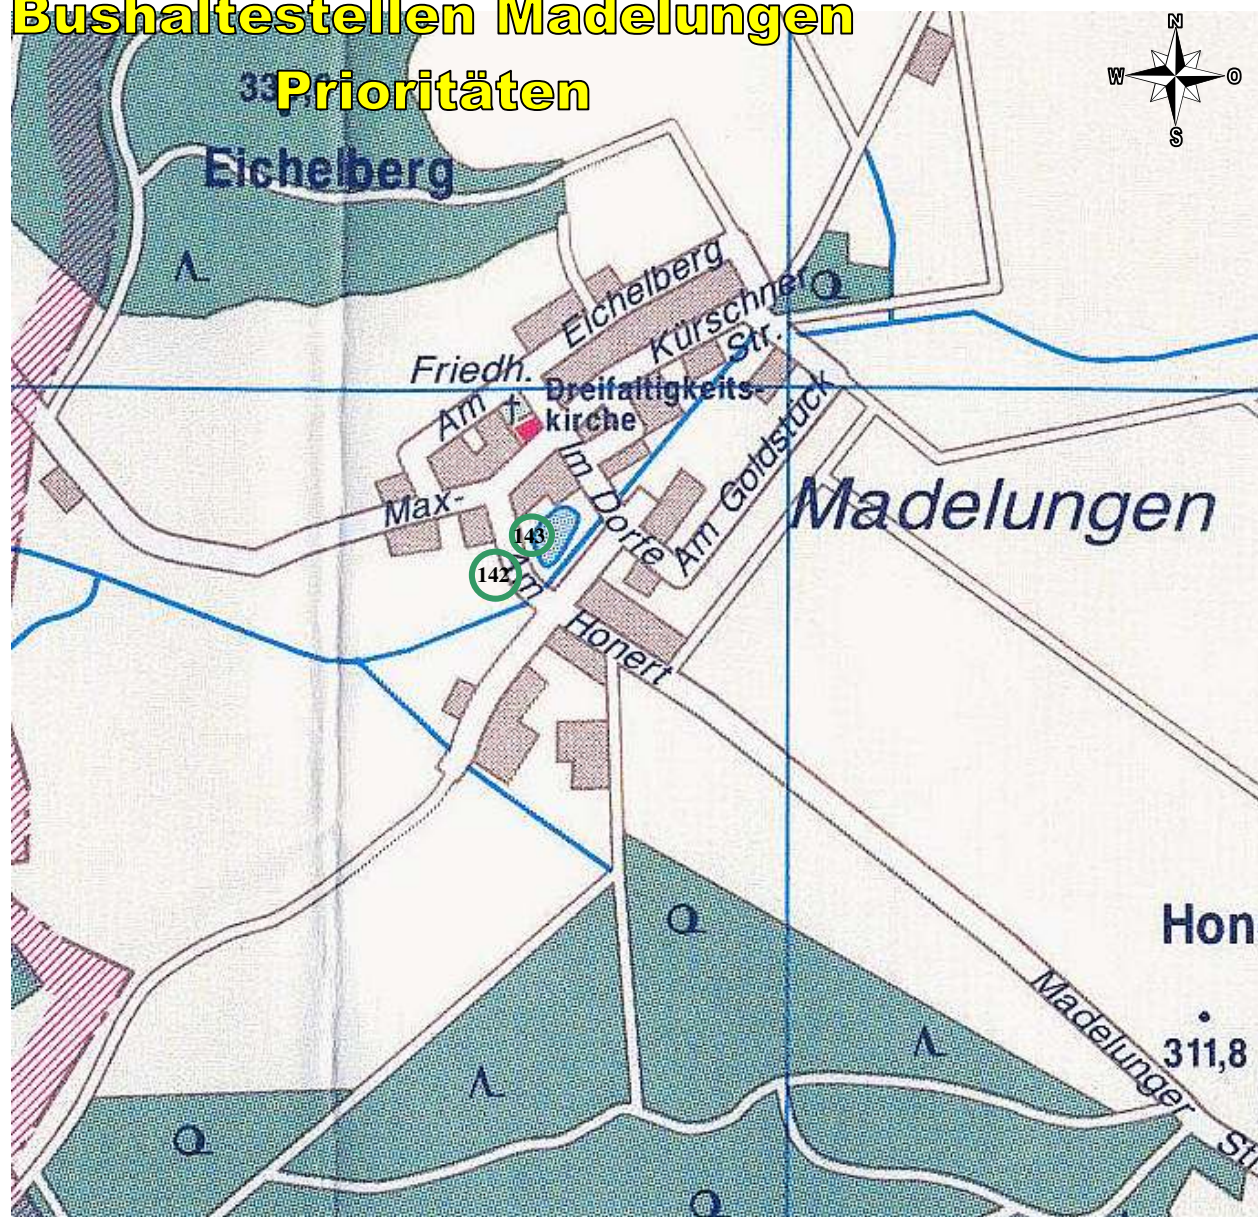 Bushaltestellen Madelungen
Prioritäten
N
W
O
S
Eichelberg
Eichelberg
Kürschner
Str.
Friedh.
Am
Dreifaltigkeits-
kirche
Im Dorfe
Am Goldstück
Max-
Madelungen
143
142
Am
Honert
Hon
311,8
Madelunger
Str